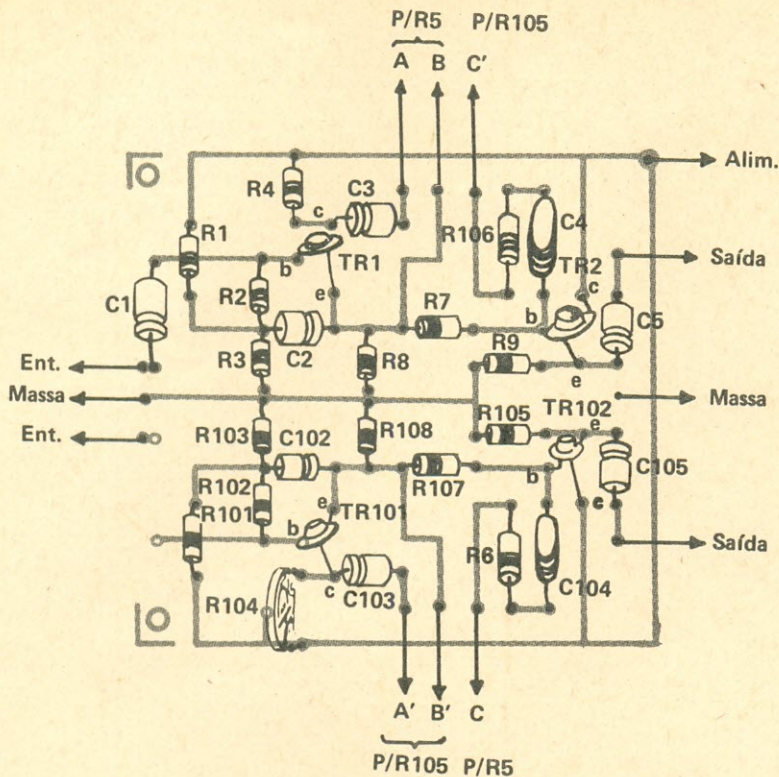 P/R5 P/R105
A B C'
Alim.
R4 C3 c
R1 R106 C4
b TR1 TR2 c Saída
C1 R2 e R7 b C5
Ent. R3 C2 R8 R9 e
Massa R105 TR102 Massa
Ent. R103 C102 R108 e
R102 e R107 b C105
R101 b TR101 c
R6 Saída
R104 c C103 C104
A' B' C
P/R105 P/R5